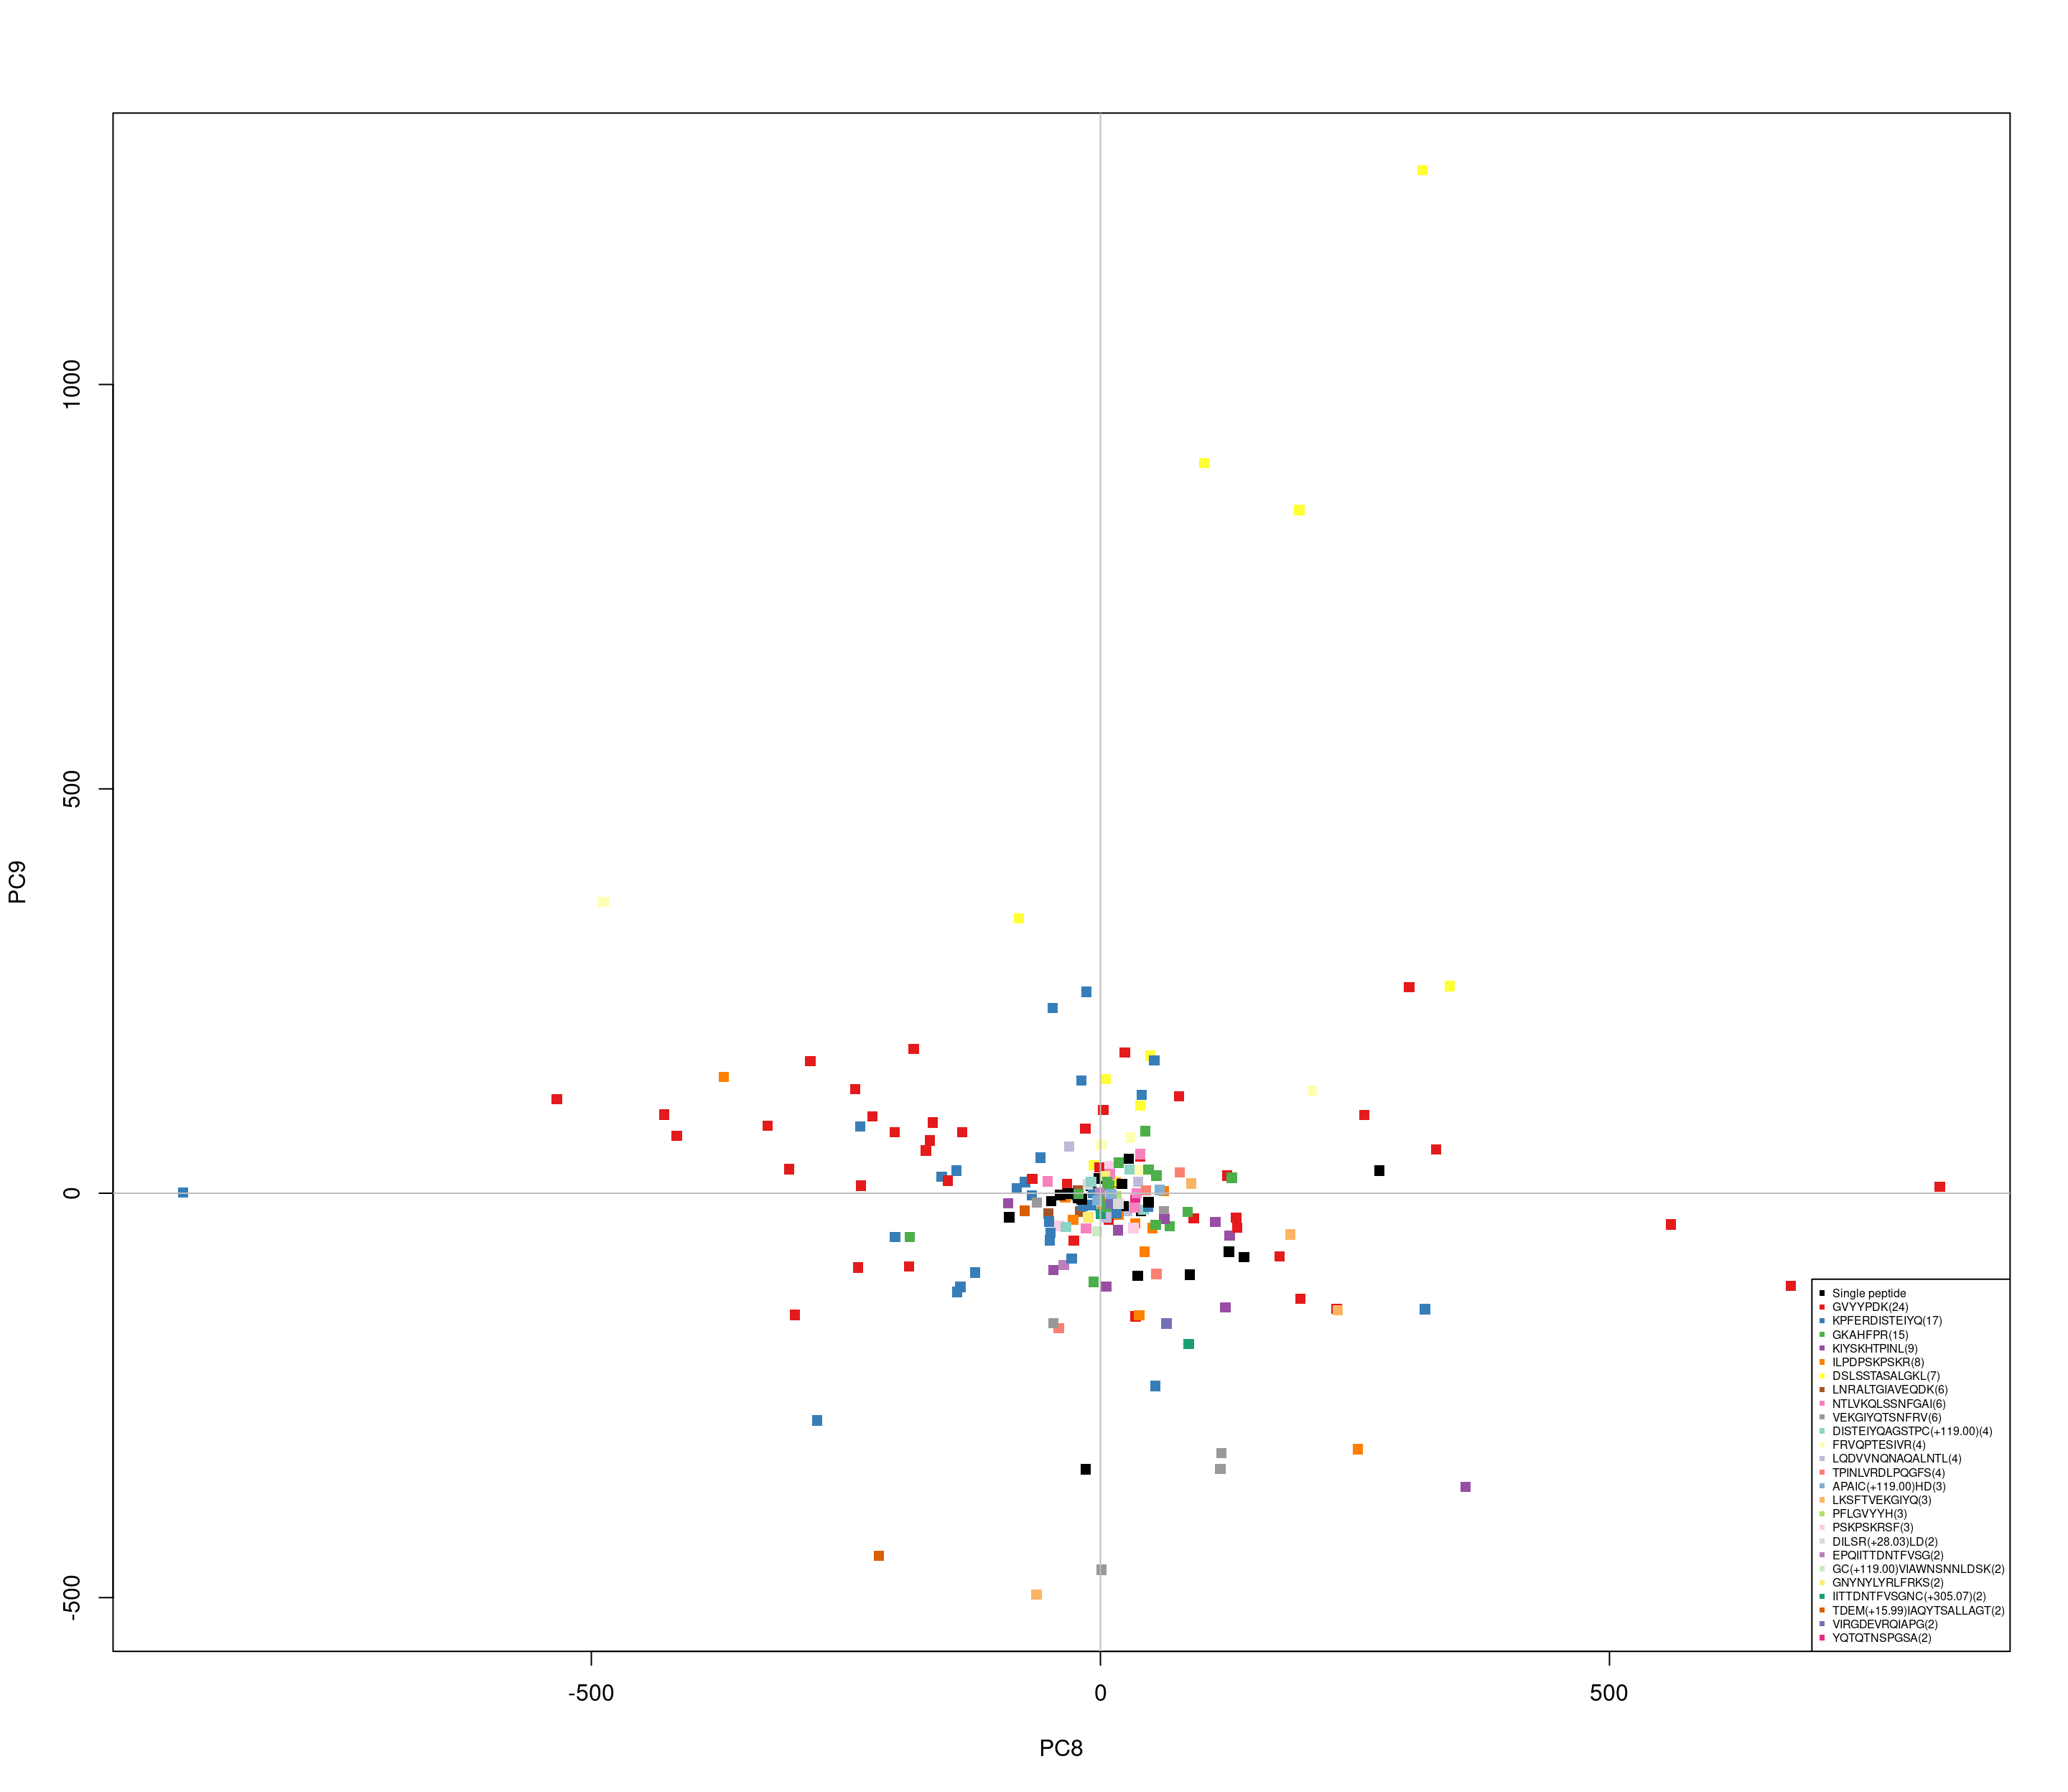 1000
500
0
-500
PC9
-500
0
500
PC8
Single peptide
GVYYPDK(24)
KPFERDISTEIYQ(17)
GKAHFPR(15)
KIYSKHTPINL(9)
ILPDPSKPSKR(8)
DSLSSTASALGKL(7)
LNRALTGIAVEQDK(6)
NTLVKQLSSNFGAI(6)
VEKGIYQTSNFRV(6)
DISTEIYQAGSTPC(+119.00)(4)
FRVQPTESIVR(4)
LQDVVNQNAQALNTL(4)
TPINLVRDLPQGFS(4)
APAIC(+119.00)HD(3)
LKSFTVEKGIYQ(3)
PFLGVYYH(3)
PSKPSKRSF(3)
DILSR(+28.03)LD(2)
EPQIITTDNTFVSG(2)
GC(+119.00)VIAWNSNNLDSK(2)
GNYNYLYRLFRKS(2)
IITTDNTFVSGNC(+305.07)(2)
TDEM(+15.99)IAQYTSALLAGT(2)
VIRGDEVRQIAPG(2)
YQTQTNSPGSA(2)